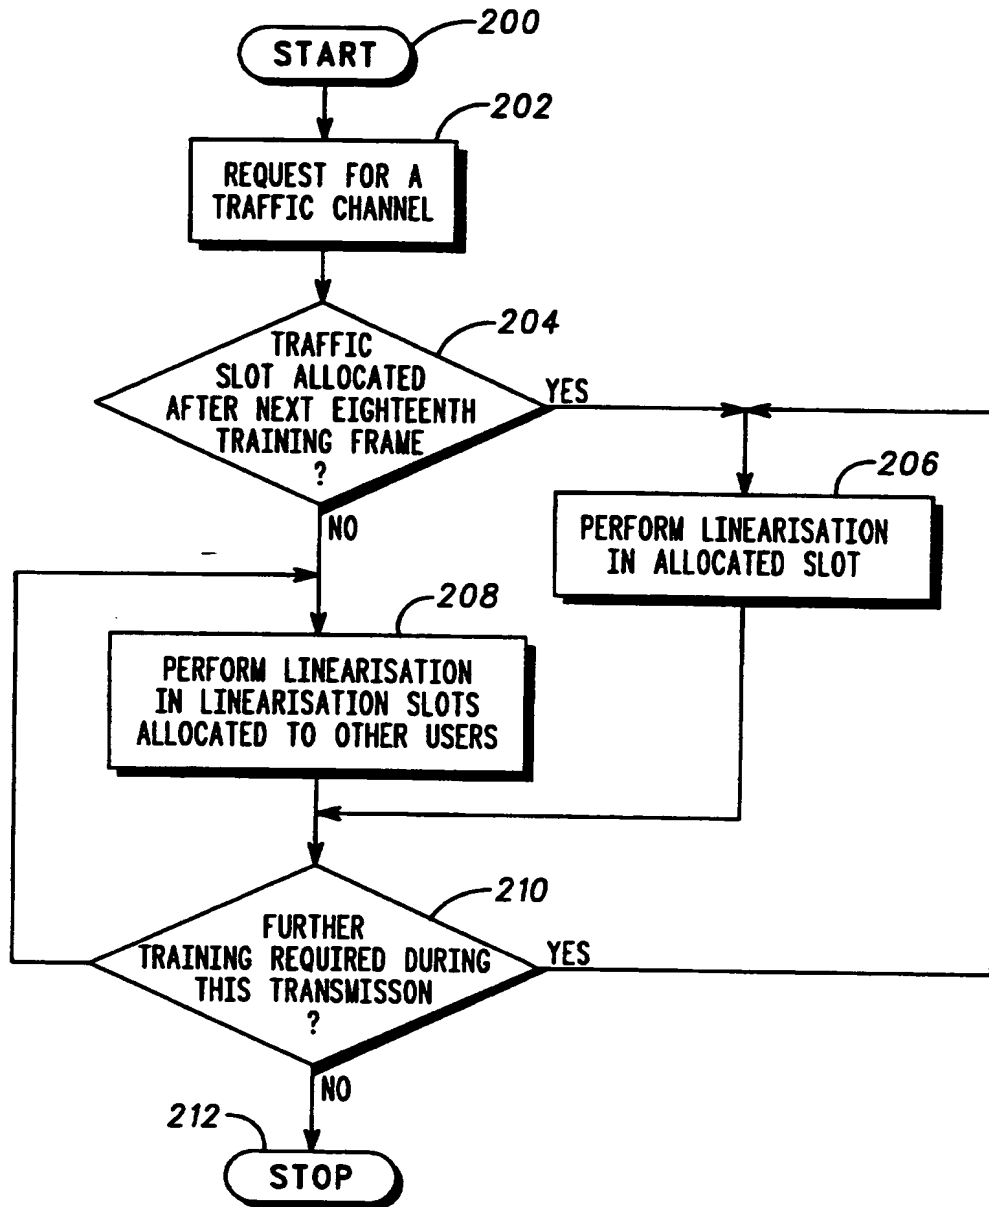 START
200
202
REQUEST FOR A
TRAFFIC CHANNEL
204
TRAFFIC
SLOT ALLOCATED
AFTER NEXT EIGHTEENTH
TRAINING FRAME
?
YES
NO
206
PERFORM LINEARISATION
IN ALLOCATED SLOT
208
PERFORM LINEARISATION
IN LINEARISATION SLOTS
ALLOCATED TO OTHER USERS
210
FURTHER
TRAINING REQUIRED DURING
THIS TRANSMISSON
?
YES
NO
212
STOP